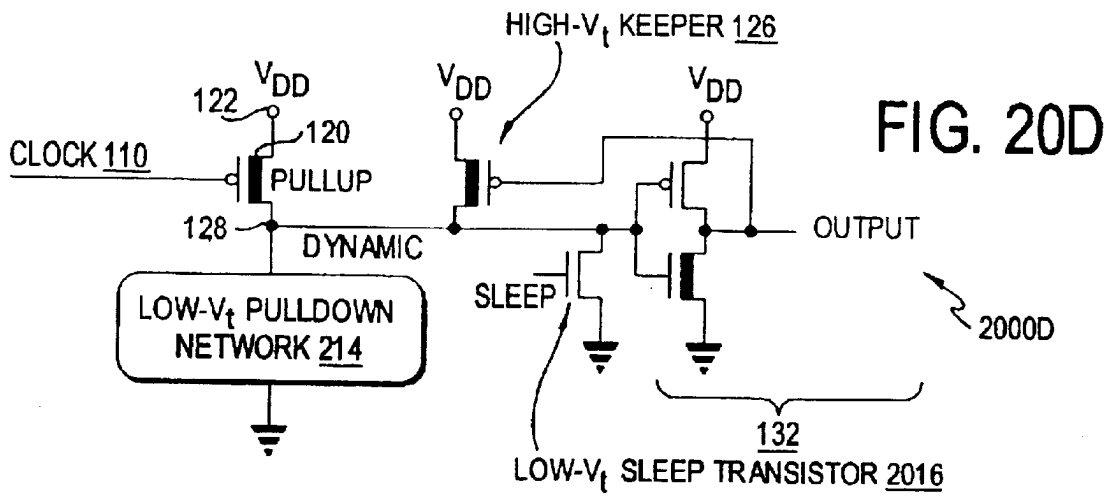 HIGH-Vt KEEPER 126
VDD
VDD
VDD
122
120
FIG. 20D
CLOCK 110
PULLUP
128
DYNAMIC
OUTPUT
SLEEP
LOW-Vt PULLDOWN
NETWORK 214
2000D
132
LOW-Vt SLEEP TRANSISTOR 2016